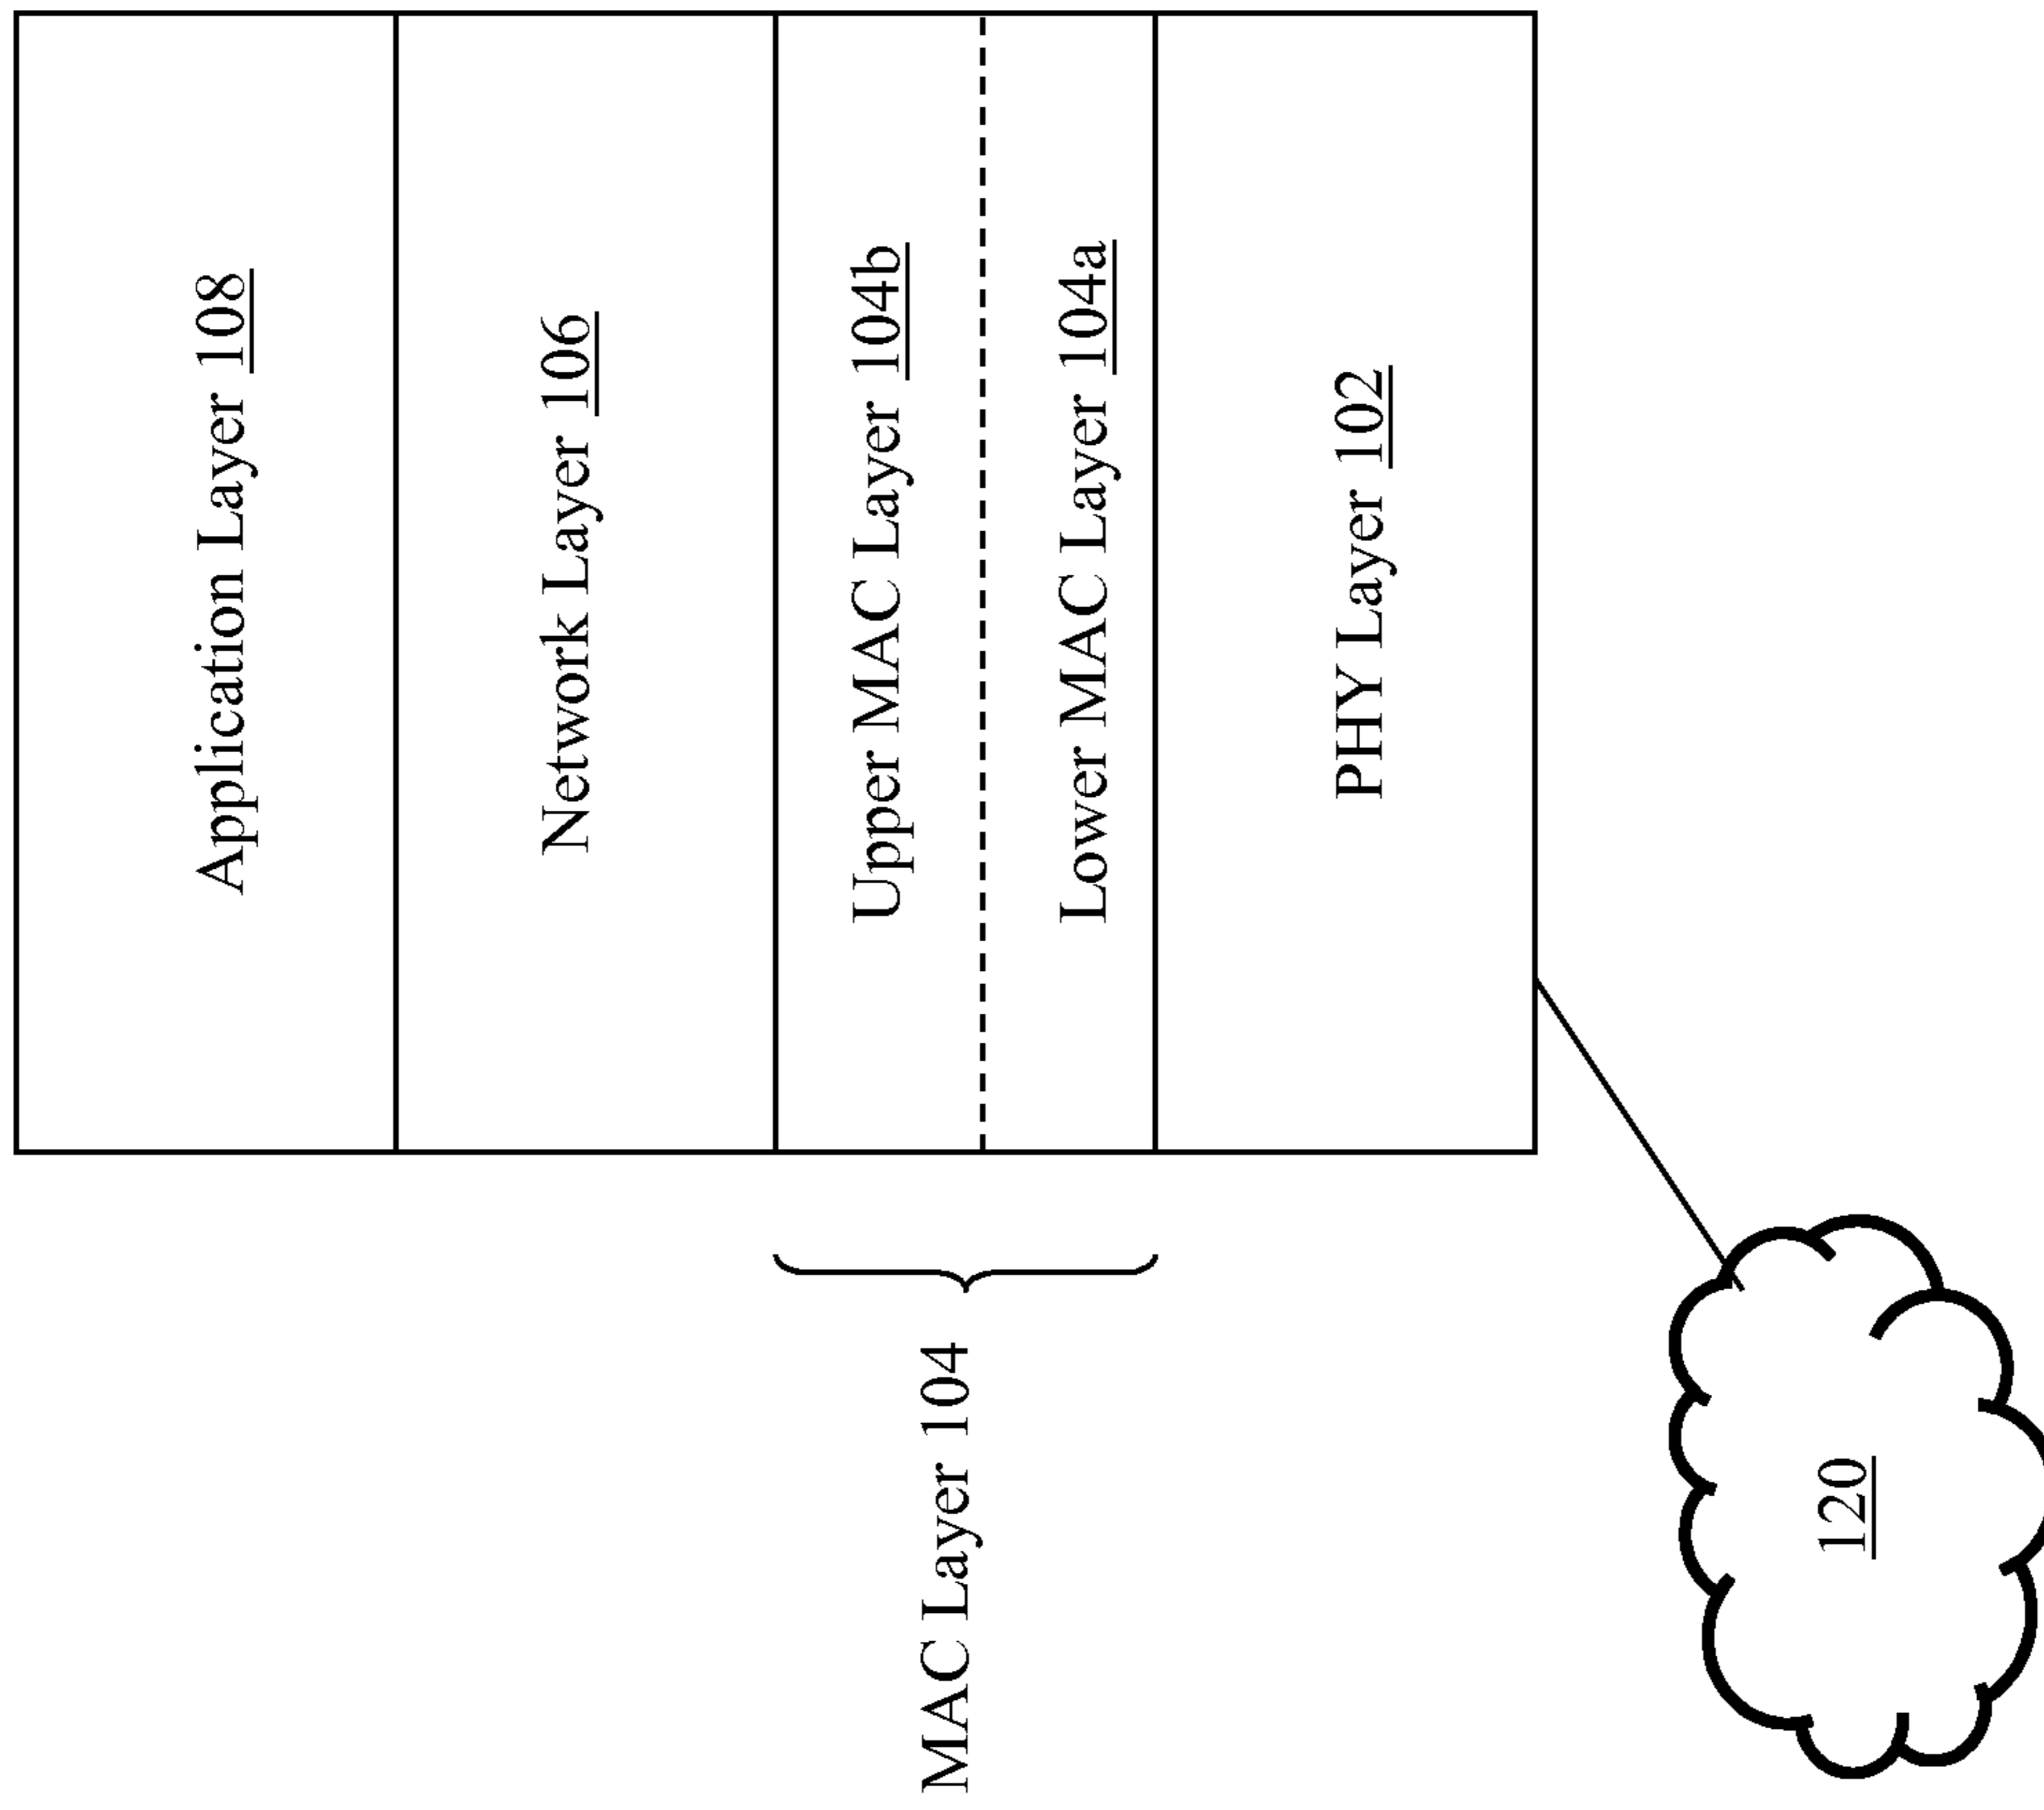 Application Layer 108
Network Layer 106
Upper MAC Layer 104b
Lower MAC Layer 104a
PHY Layer 102
MAC Layer 104
120